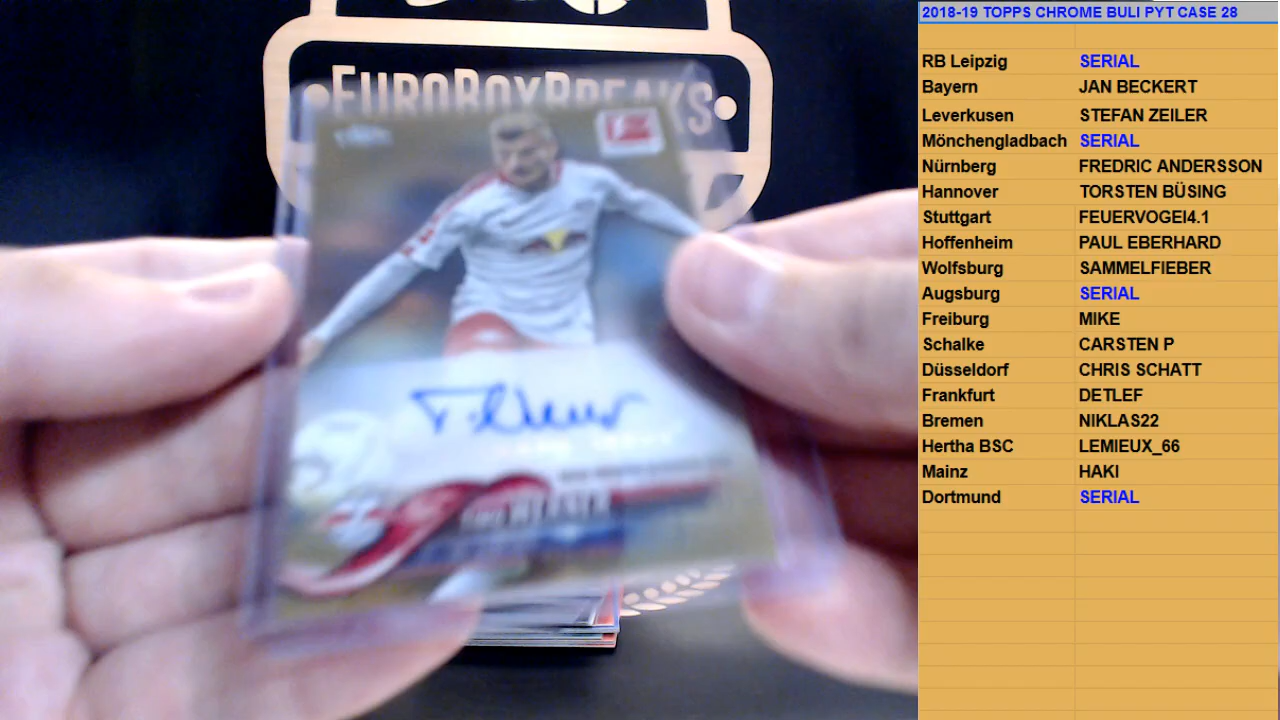 2018-19 TOPPS CHROME BULI PYT CASE 28
RB Leipzig SERIAL
Bayern JAN BECKERT
Leverkusen STEFAN ZEILER
Mönchengladbach SERIAL
Nürnberg FREDRIC ANDERSSON
Hannover TORSTEN BÜSING
Stuttgart FEUERVOGEl4.1
Hoffenheim PAUL EBERHARD
Wolfsburg SAMMELFIEBER
Augsburg SERIAL
Freiburg MIKE
Schalke CARSTEN P
Düsseldorf CHRIS SCHATT
Frankfurt DETLEF
Bremen NIKLAS22
Hertha BSC LEMIEUX_66
Mainz HAKI
Dortmund SERIAL
EUROBOXBREAKS
WERNER